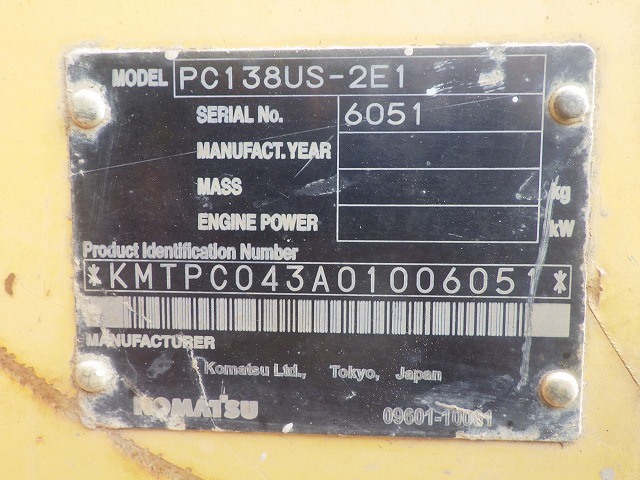 MODEL PC138US-2E1
SERIAL No. 6051
MANUFACT. YEAR
MASS kg
ENGINE POWER kW
Product Identification Number
*KMTPC043A01006051*
MANUFACTURER
Komatsu Ltd., Tokyo, Japan
KOMATSU